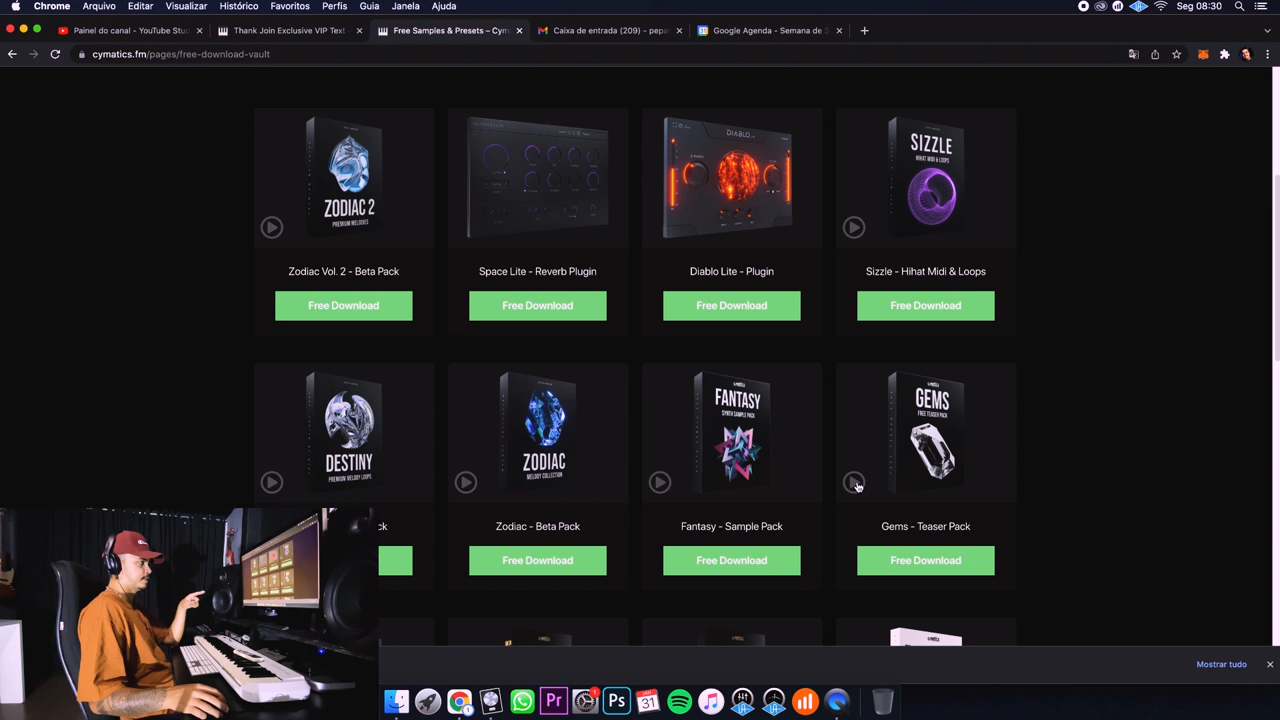 Chrome Arquivo Editar Visualizar Histórico Favoritos Perfis Guia Janela Ajuda Seg 08:30
Painel do canal - YouTube Stu Thank Join Exclusive VIP Text Free Samples & Presets – Cym Caixa de entrada (209) - pepa Google Agenda - Semana de
cymatics.fm/pages/free-download-vault
ZODIAC 2
PREMIUM MELODIES
DIABLO
SIZZLE
HIHAT MIDI & LOOPS
Zodiac Vol. 2 - Beta Pack Space Lite - Reverb Plugin Diablo Lite - Plugin Sizzle - Hihat Midi & Loops
Free Download Free Download Free Download Free Download
DESTINY
PREMIUM MELODY LOOPS
ZODIAC
MELODY COLLECTION
FANTASY
SYNTH SAMPLE PACK
GEMS
FREE TEASER PACK
ck Zodiac - Beta Pack Fantasy - Sample Pack Gems - Teaser Pack
Free Download Free Download Free Download
Mostrar tudo
Pr 1 Ps 31